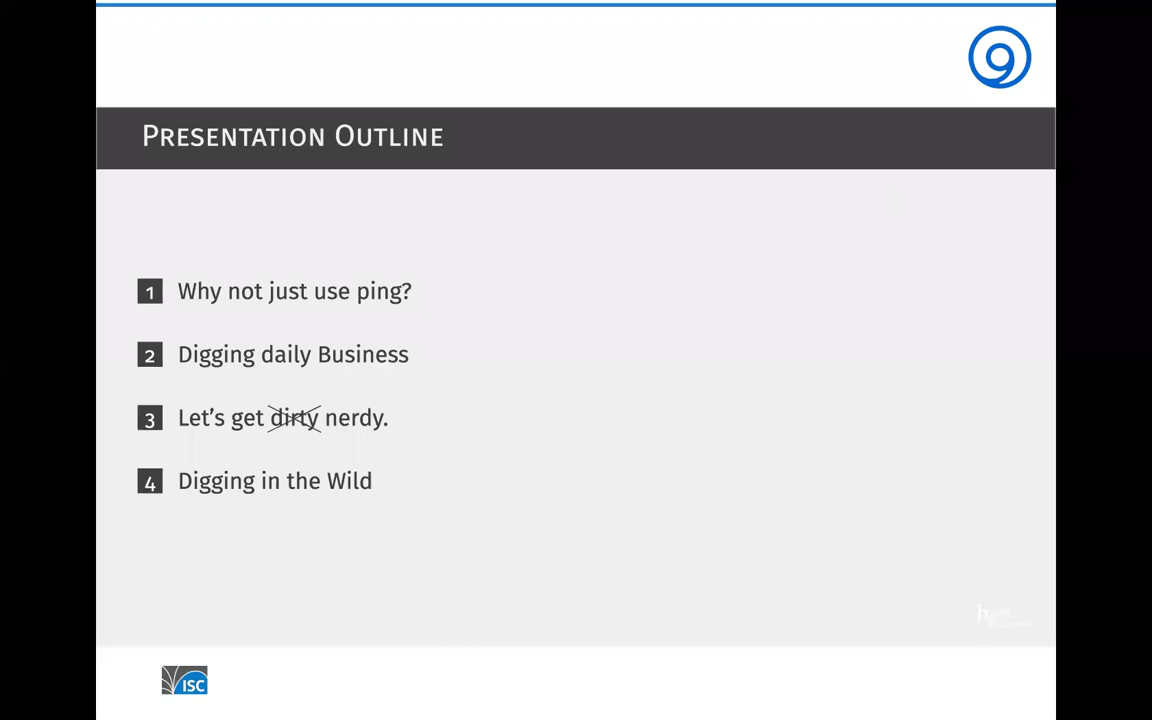 PRESENTATION OUTLINE
1 Why not just use ping?
2 Digging daily Business
3 Let's get dirty nerdy.
4 Digging in the Wild
ISC